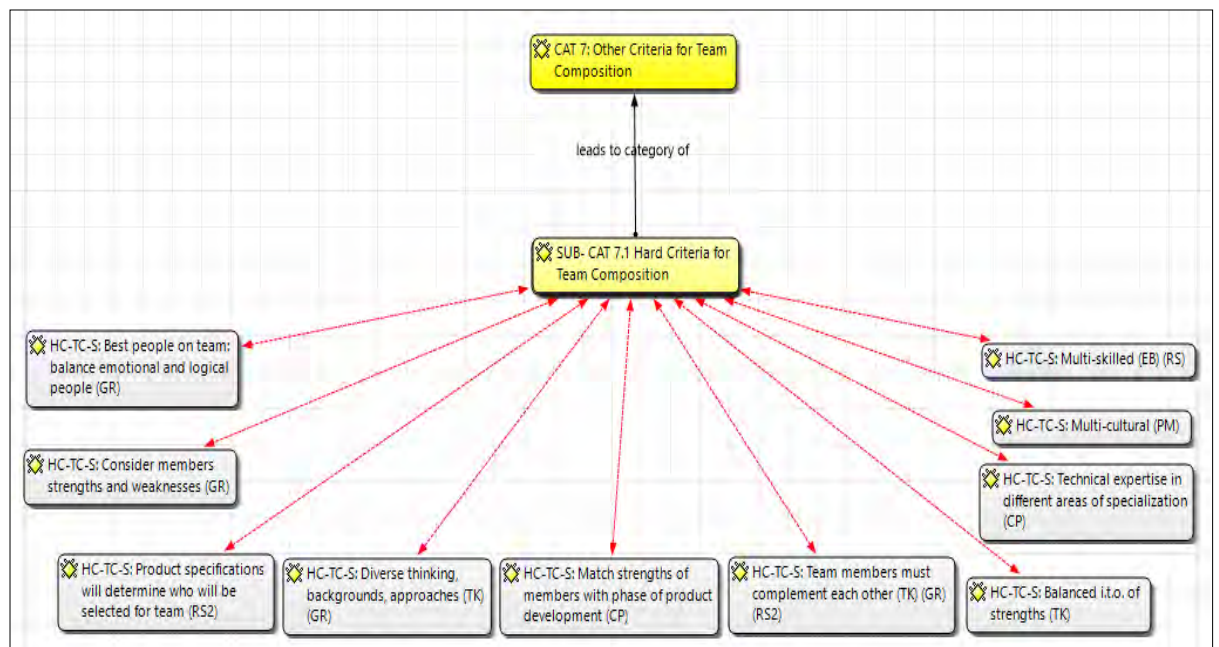 CAT 7: Other Criteria for Team
Composition
leads to category of
SUB- CAT 7.1 Hard Criteria for
Team Composition
HC-TC-S: Best people on team:
balance emotional and logical
people (GR)
HC-TC-S: Multi-skilled (EB) (RS)
HC-TC-S: Multi-cultural (PM)
HC-TC-S: Consider members
strengths and weaknesses (GR)
HC-TC-S: Technical expertise in
different areas of specialization
(CP)
HC-TC-S: Product specifications
will determine who will be
selected for team (RS2)
HC-TC-S: Diverse thinking,
backgrounds, approaches (TK)
(GR)
HC-TC-S: Match strengths of
members with phase of product
development (CP)
HC-TC-S: Team members must
complement each other (TK) (GR)
(RS2)
HC-TC-S: Balanced i.t.o. of
strengths (TK)